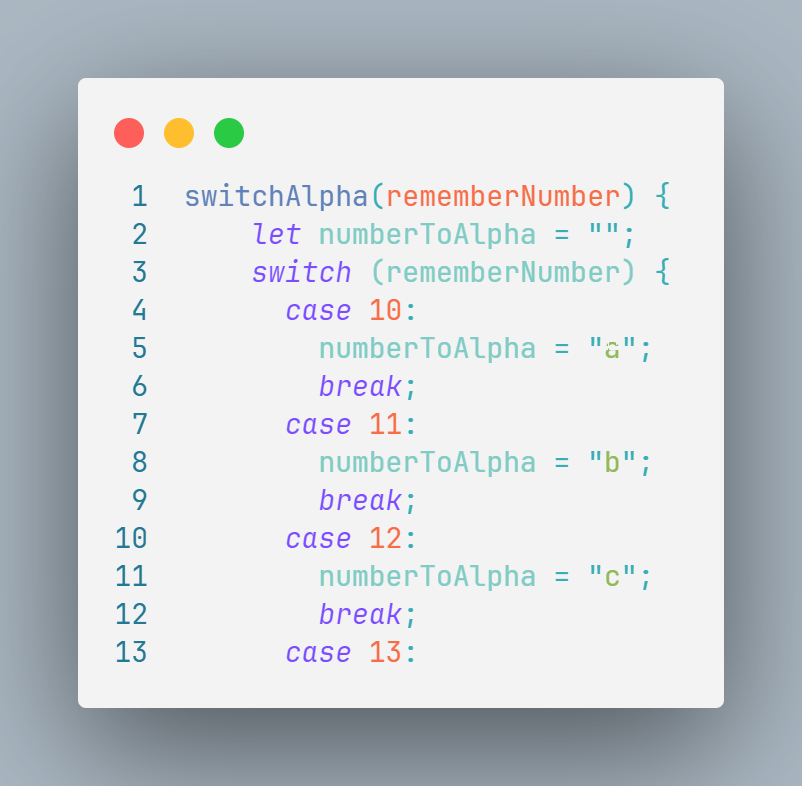 1 switchAlpha(rememberNumber) {
2 let numberToAlpha = "";
3 switch (rememberNumber) {
4 case 10:
5 numberToAlpha = "a";
6 break;
7 case 11:
8 numberToAlpha = "b";
9 break;
10 case 12:
11 numberToAlpha = "c";
12 break;
13 case 13: